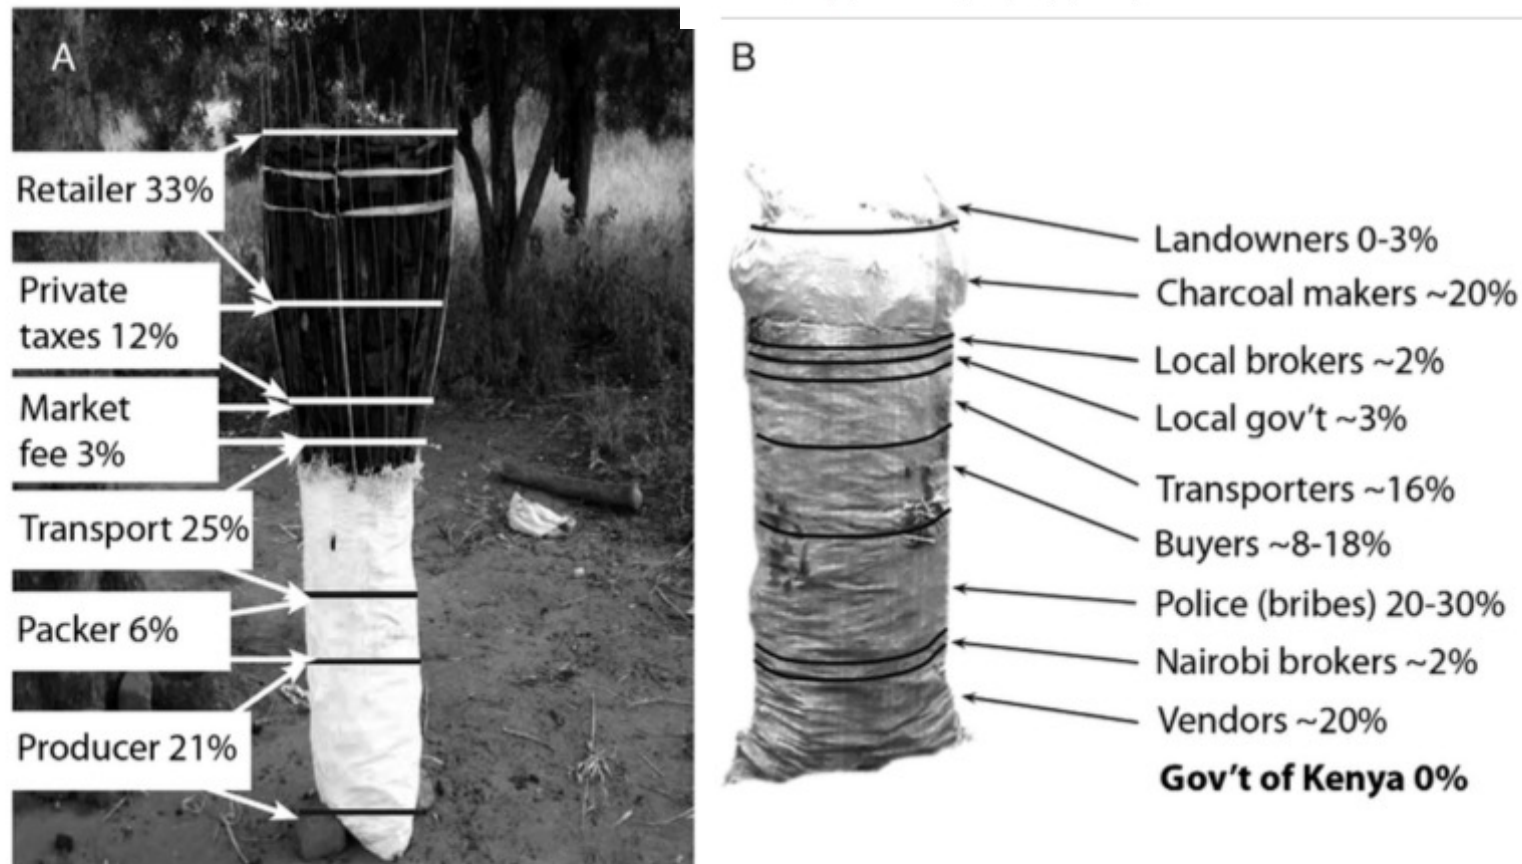 A
Retailer 33%
Private
taxes 12%
Market
fee 3%
Transport 25%
Packer 6%
Producer 21%
B
Landowners 0-3%
Charcoal makers ~20%
Local brokers ~2%
Local gov't ~3%
Transporters ~16%
Buyers ~8-18%
Police (bribes) 20-30%
Nairobi brokers ~2%
Vendors ~20%
Gov't of Kenya 0%